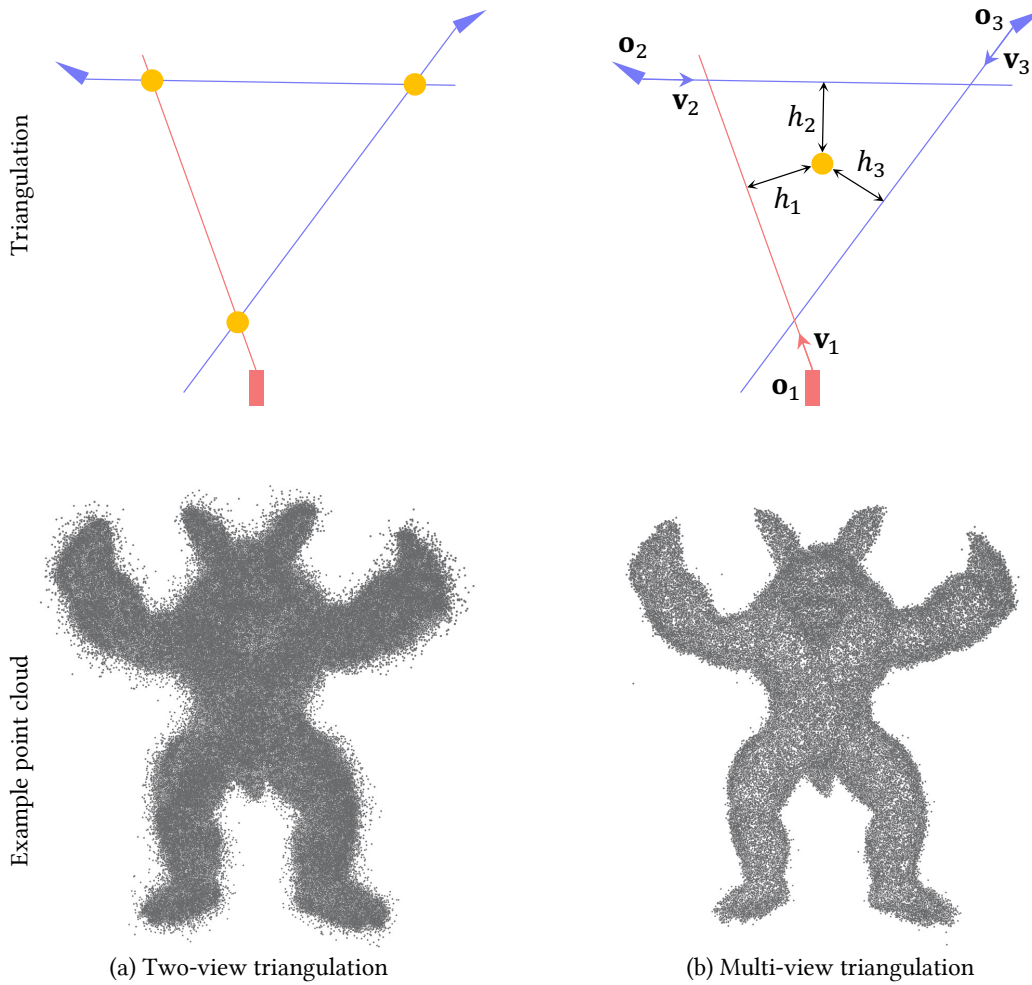 Triangulation
𝐨₂
𝐯₂
𝐨₃
𝐯₃
ℎ₂
ℎ₃
ℎ₁
𝐯₁
𝐨₁
Example point cloud
(a) Two-view triangulation
(b) Multi-view triangulation